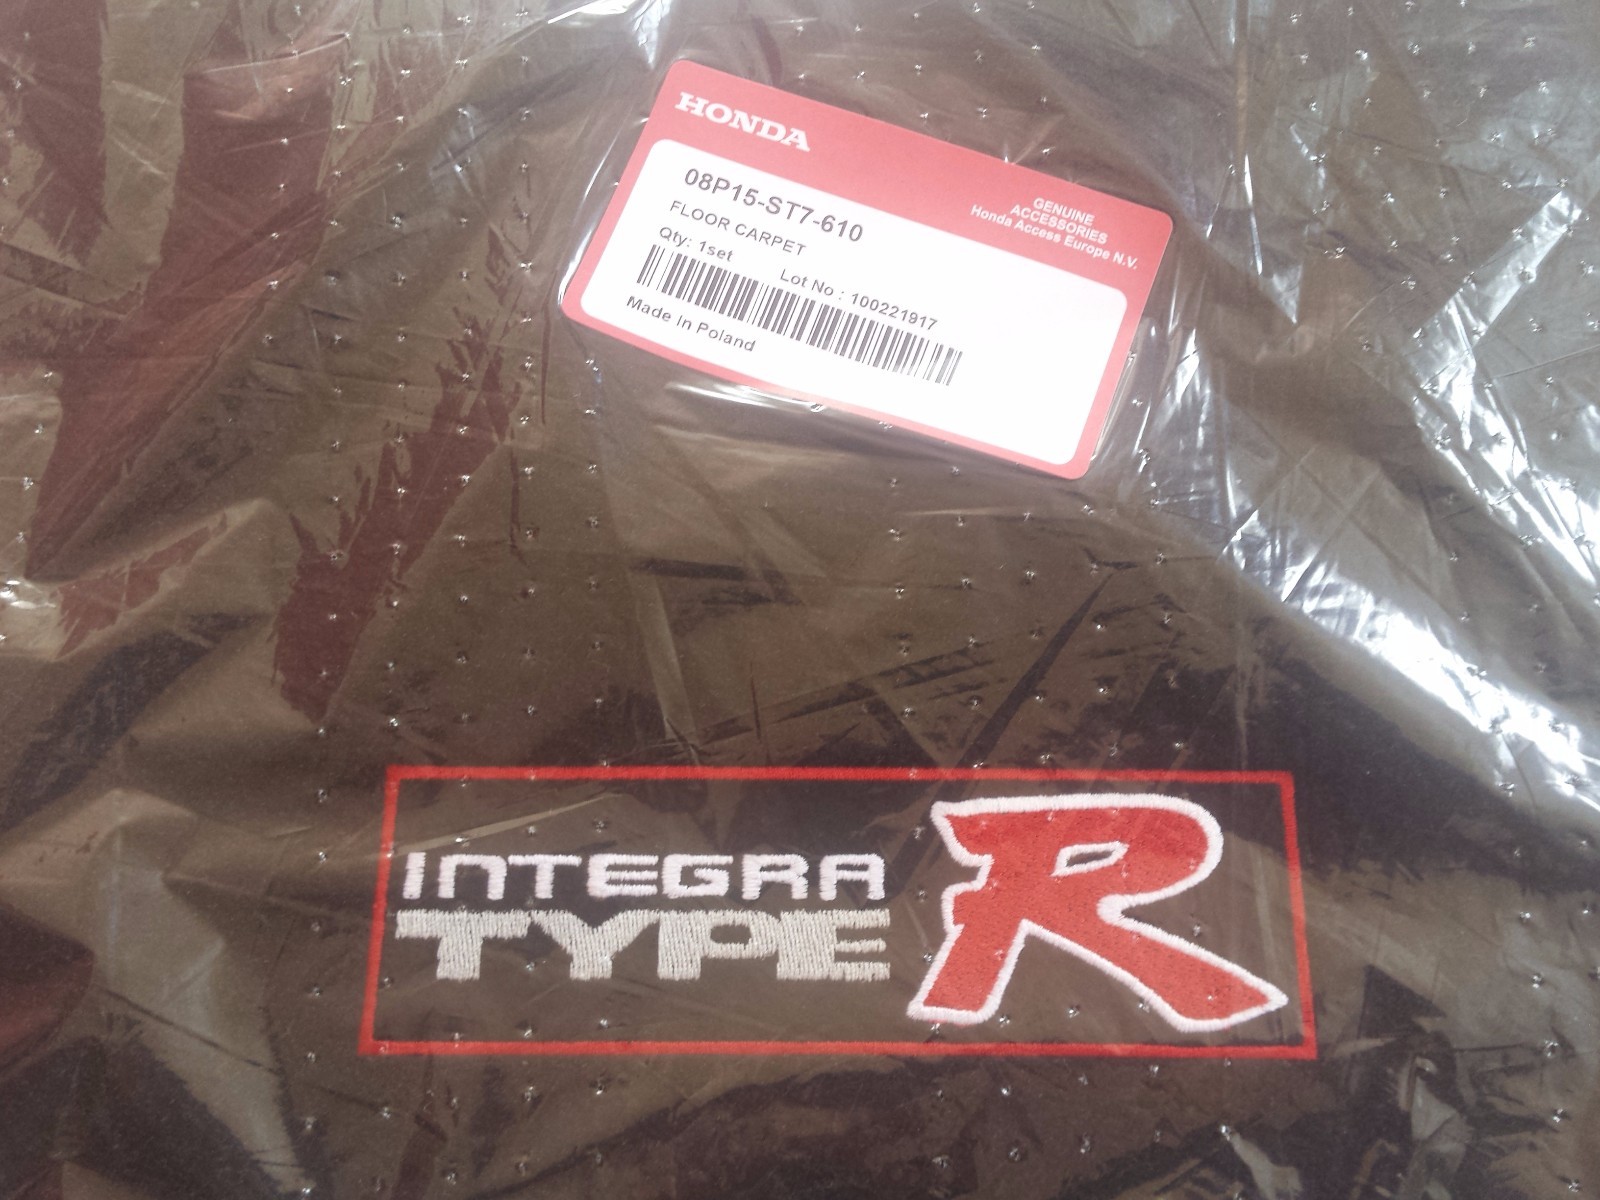 HONDA
GENUINE
ACCESSORIES
Honda Access Europe N.V.
08P15-ST7-610
FLOOR CARPET
Qty: 1set Lot No : 100221917
Made In Poland
INTEGRA
TYPE R